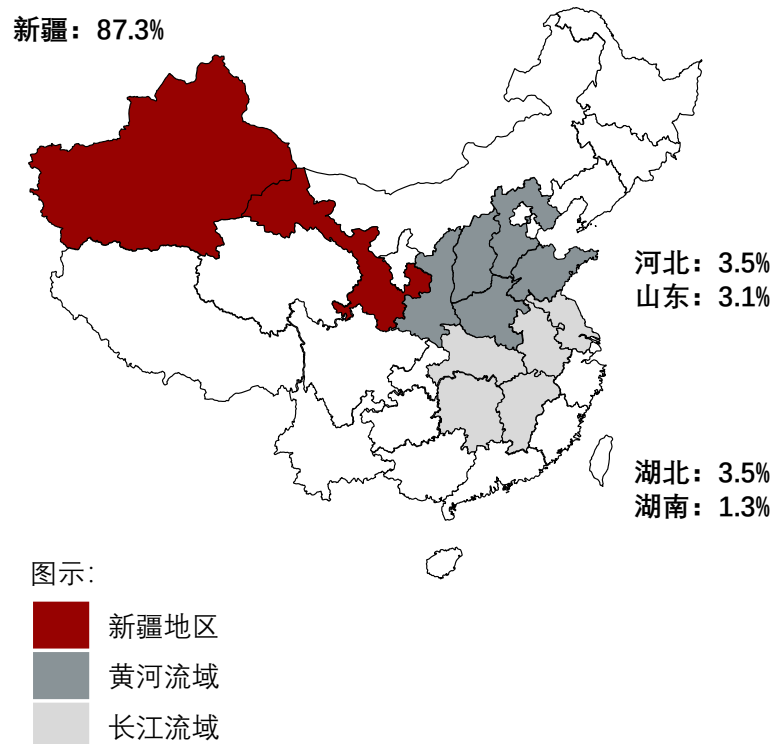 新疆：87.3%
河北：3.5%
山东：3.1%
湖北：3.5%
湖南：1.3%
图示：
新疆地区
黄河流域
长江流域